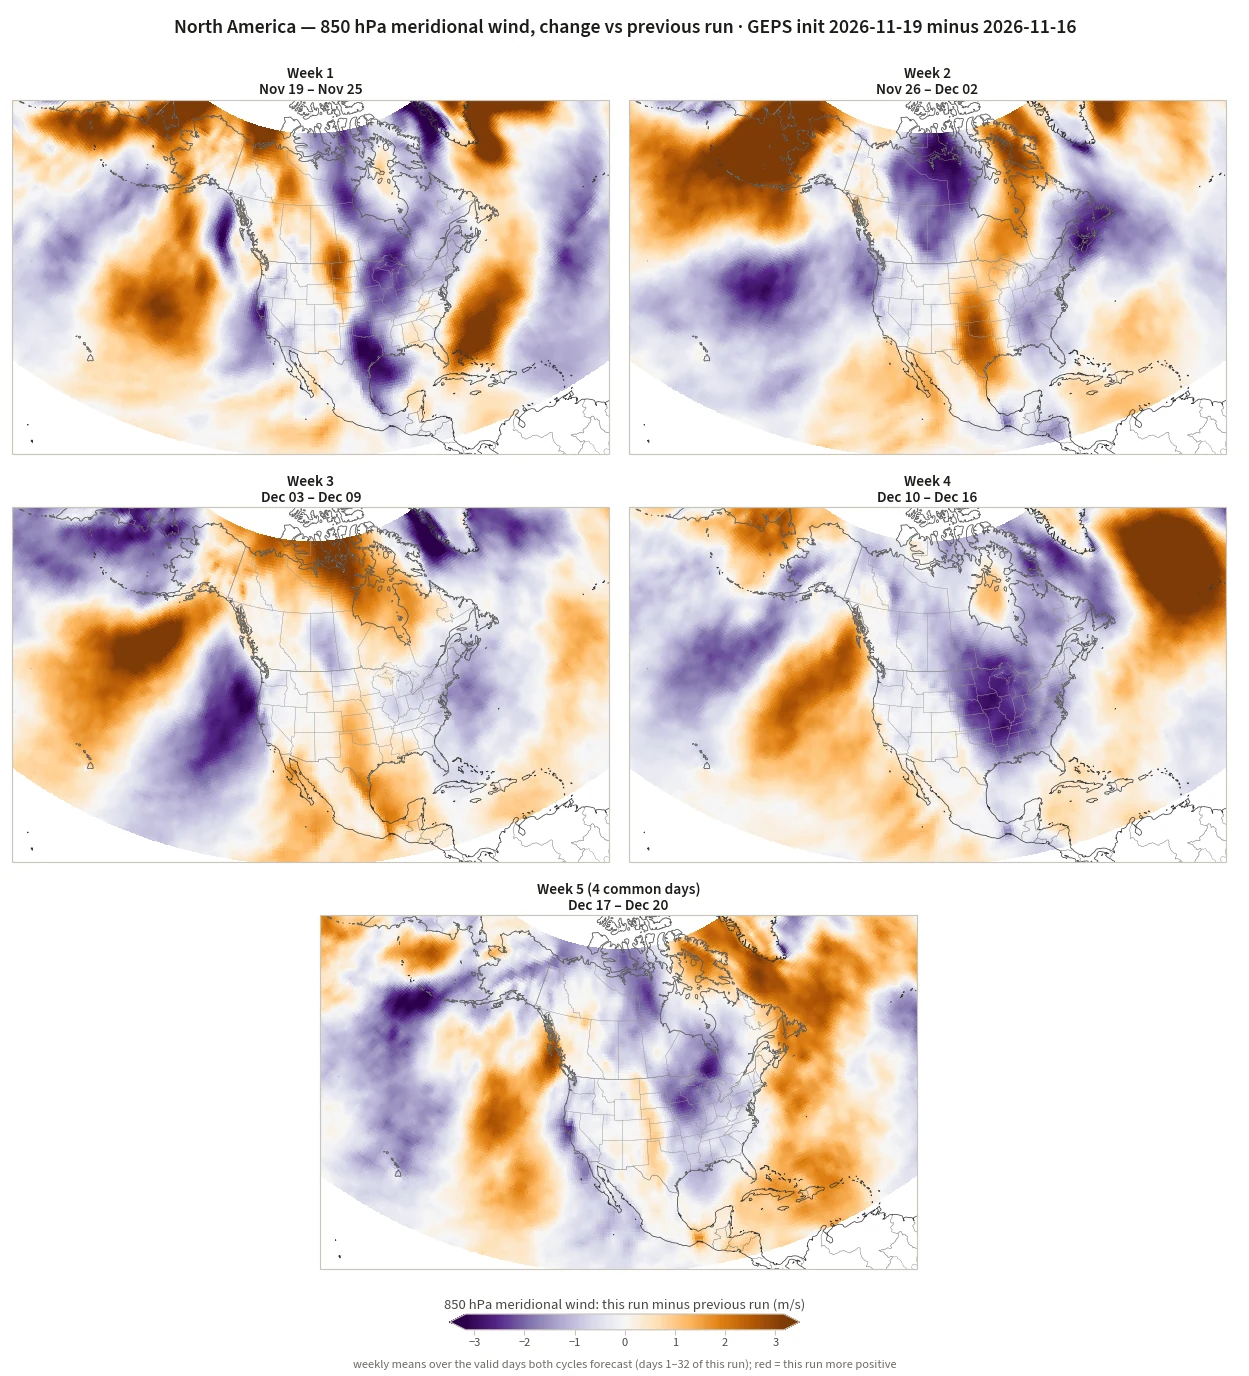 North America — 850 hPa meridional wind, change vs previous run · GEPS init 2026-11-19 minus 2026-11-16
Week 1
Nov 19 – Nov 25
Week 2
Nov 26 – Dec 02
Week 3
Dec 03 – Dec 09
Week 4
Dec 10 – Dec 16
Week 5 (4 common days)
Dec 17 – Dec 20
850 hPa meridional wind: this run minus previous run (m/s)
−3 −2 −1 0 1 2 3
weekly means over the valid days both cycles forecast (days 1–32 of this run); red = this run more positive